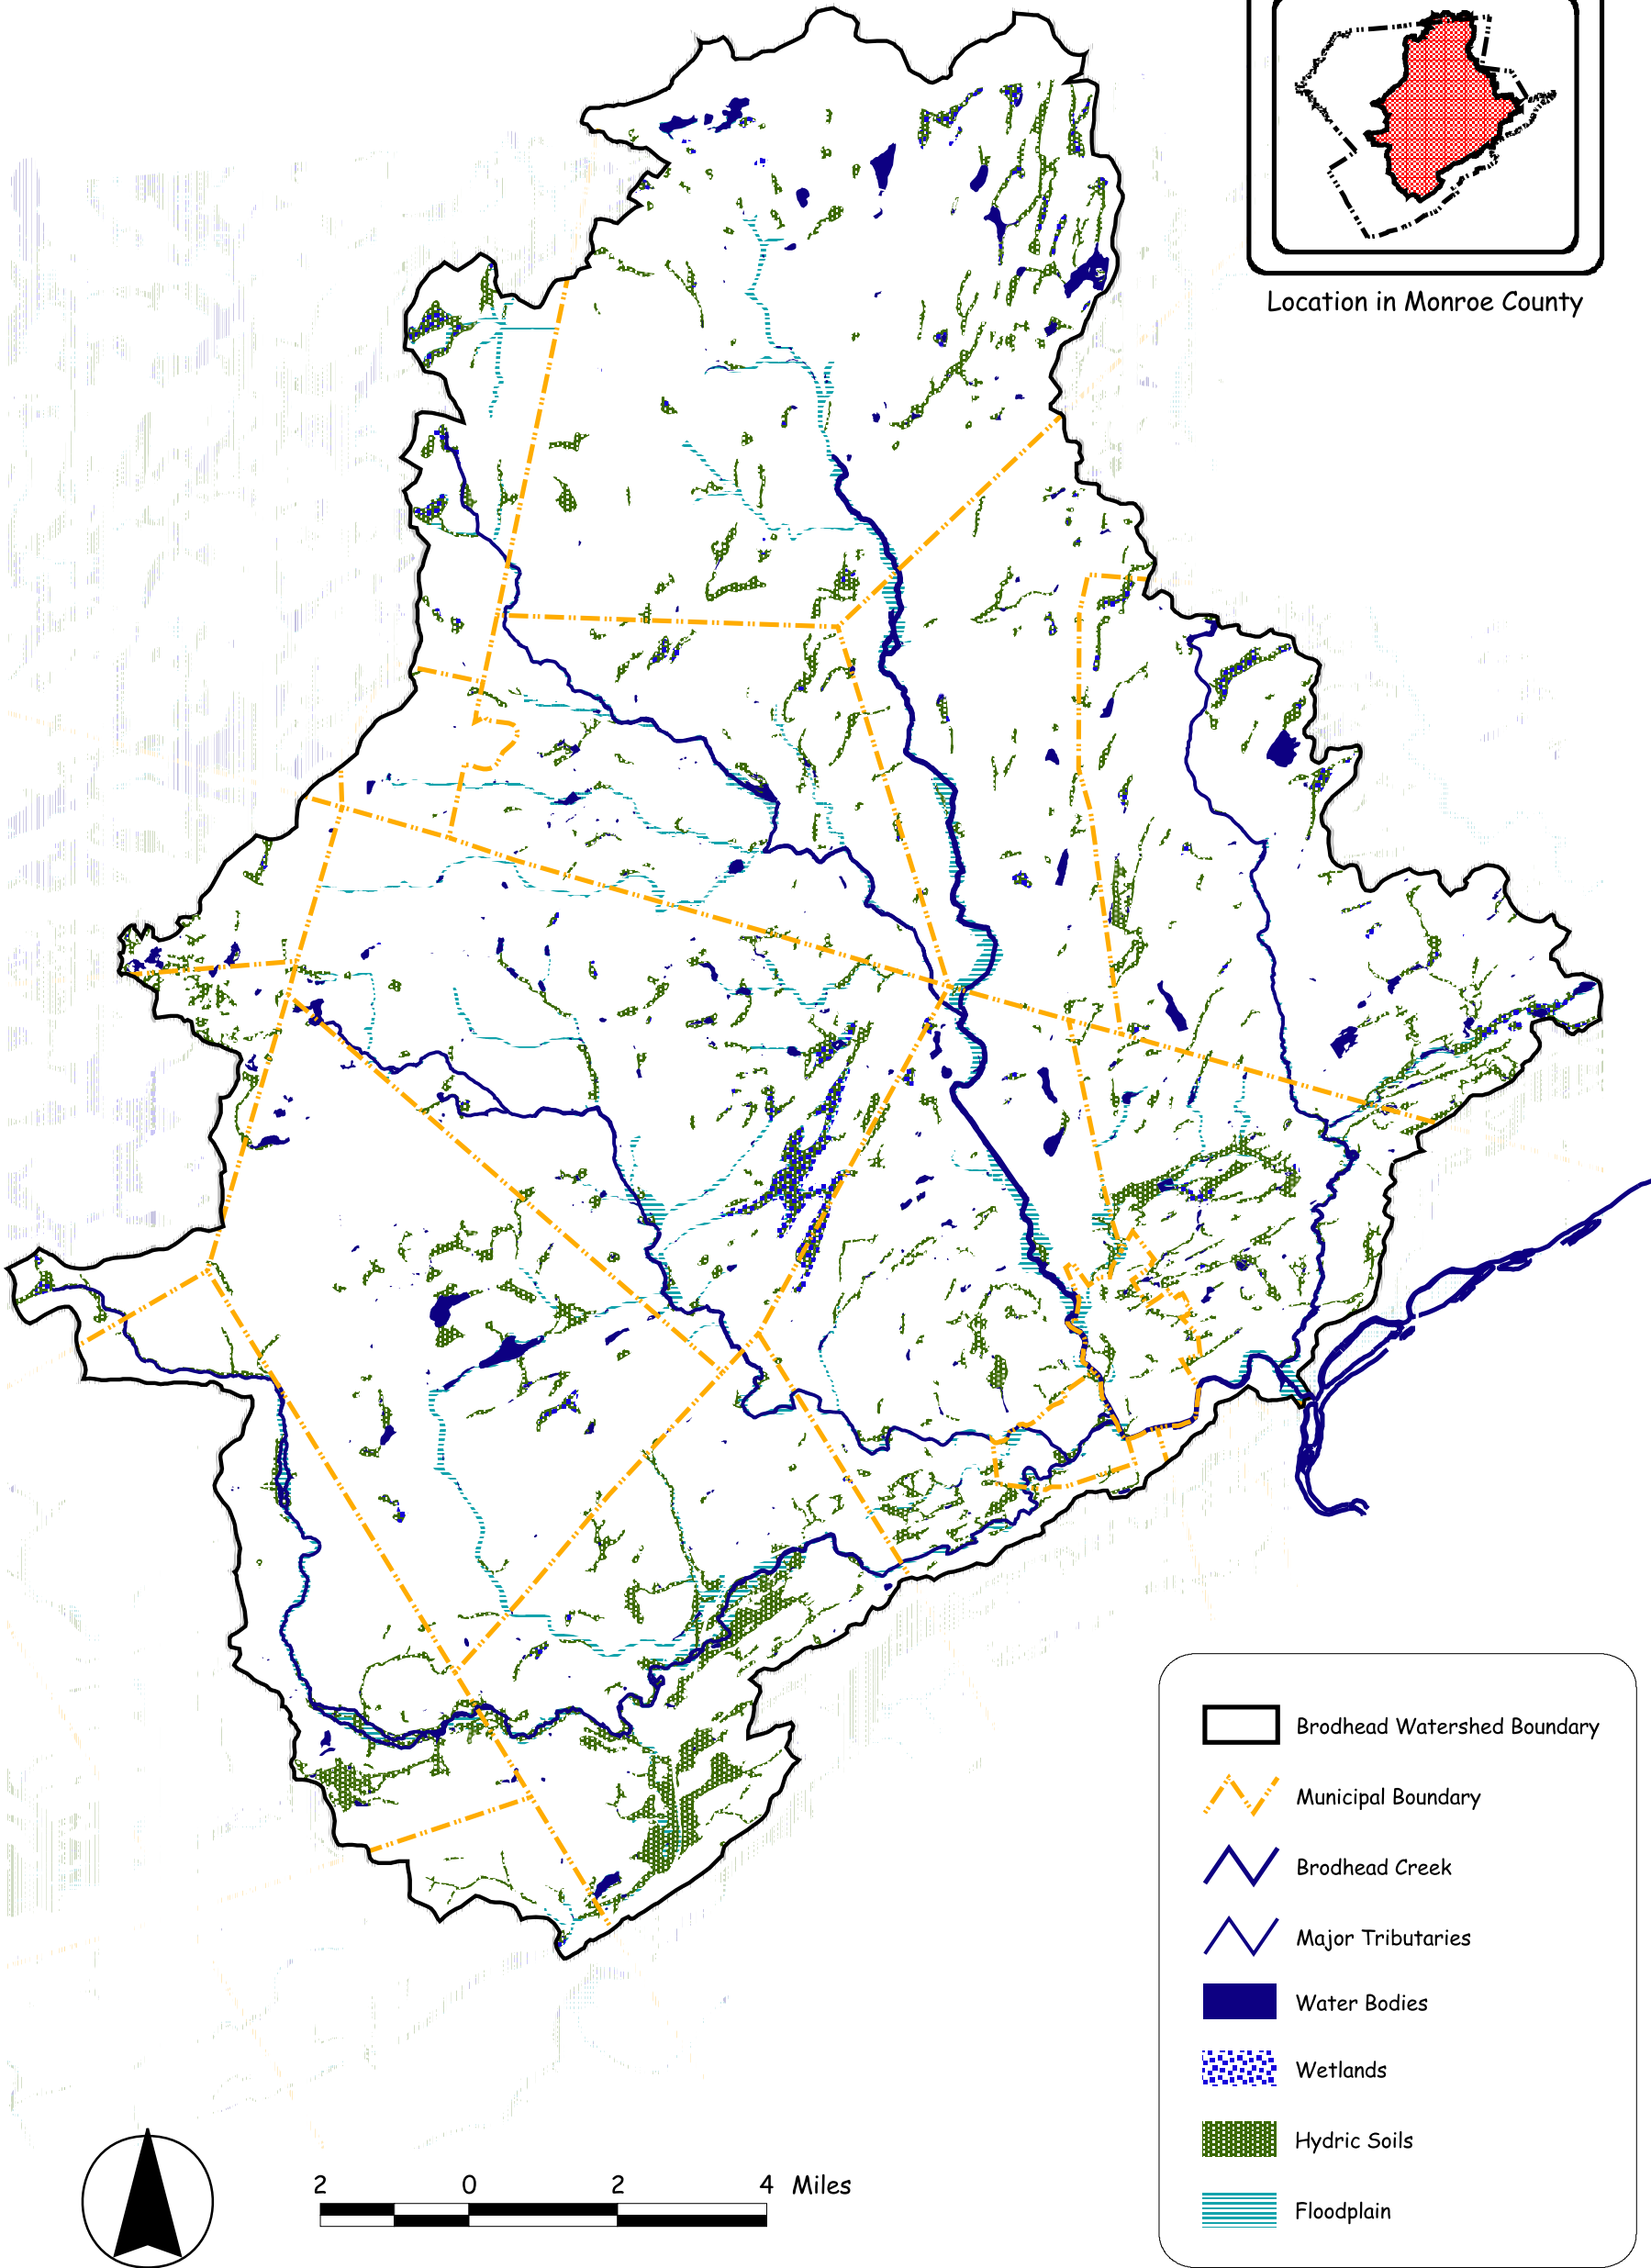 Location in Monroe County
Brodhead Watershed Boundary
Municipal Boundary
Brodhead Creek
Major Tributaries
Water Bodies
Wetlands
Hydric Soils
Floodplain
2 0 2 4 Miles